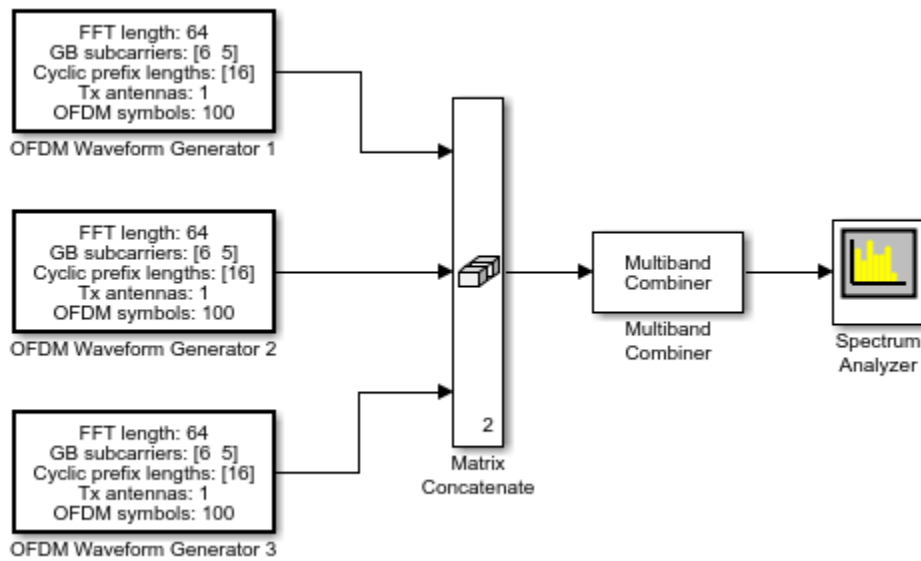 FFT length: 64
GB subcarriers: [6  5]
Cyclic prefix lengths: [16]
Tx antennas: 1
OFDM symbols: 100
OFDM Waveform Generator 1
FFT length: 64
GB subcarriers: [6  5]
Cyclic prefix lengths: [16]
Tx antennas: 1
OFDM symbols: 100
OFDM Waveform Generator 2
FFT length: 64
GB subcarriers: [6  5]
Cyclic prefix lengths: [16]
Tx antennas: 1
OFDM symbols: 100
OFDM Waveform Generator 3
2
Matrix
Concatenate
Multiband
Combiner
Multiband
Combiner
Spectrum
Analyzer